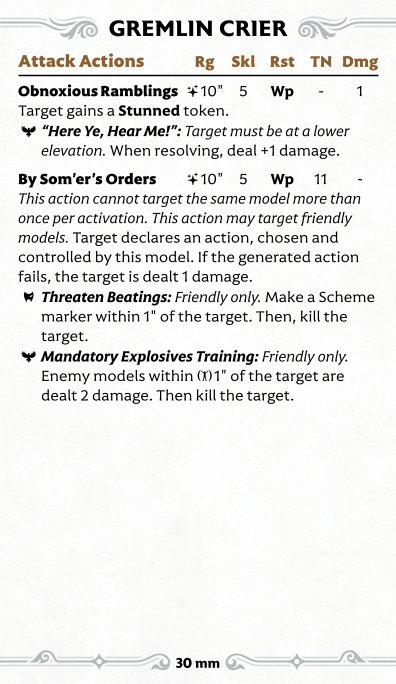 GREMLIN CRIER
Attack Actions Rg Skl Rst TN Dmg
Obnoxious Ramblings 10" 5 Wp - 1
Target gains a Stunned token.
"Here Ye, Hear Me!": Target must be at a lower
elevation. When resolving, deal +1 damage.
By Som'er's Orders 10" 5 Wp 11 -
This action cannot target the same model more than
once per activation. This action may target friendly
models. Target declares an action, chosen and
controlled by this model. If the generated action
fails, the target is dealt 1 damage.
Threaten Beatings: Friendly only. Make a Scheme
marker within 1" of the target. Then, kill the
target.
Mandatory Explosives Training: Friendly only.
Enemy models within 1" of the target are
dealt 2 damage. Then kill the target.
30 mm